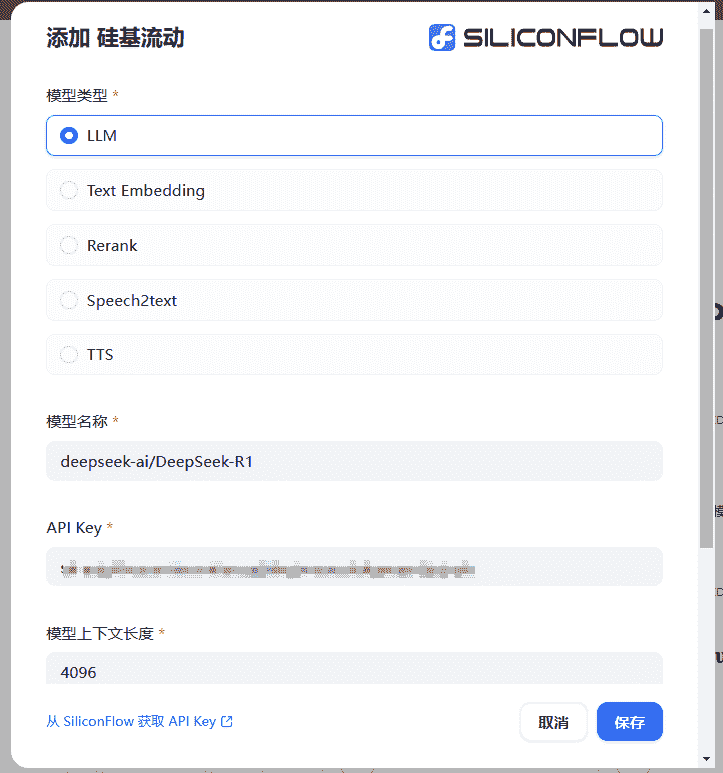 添加 硅基流动
SILICONFLOW
模型类型 *
LLM
Text Embedding
Rerank
Speech2text
TTS
模型名称 *
deepseek-ai/DeepSeek-R1
API Key *
模型上下文长度 *
4096
从 SiliconFlow 获取 API Key
取消
保存